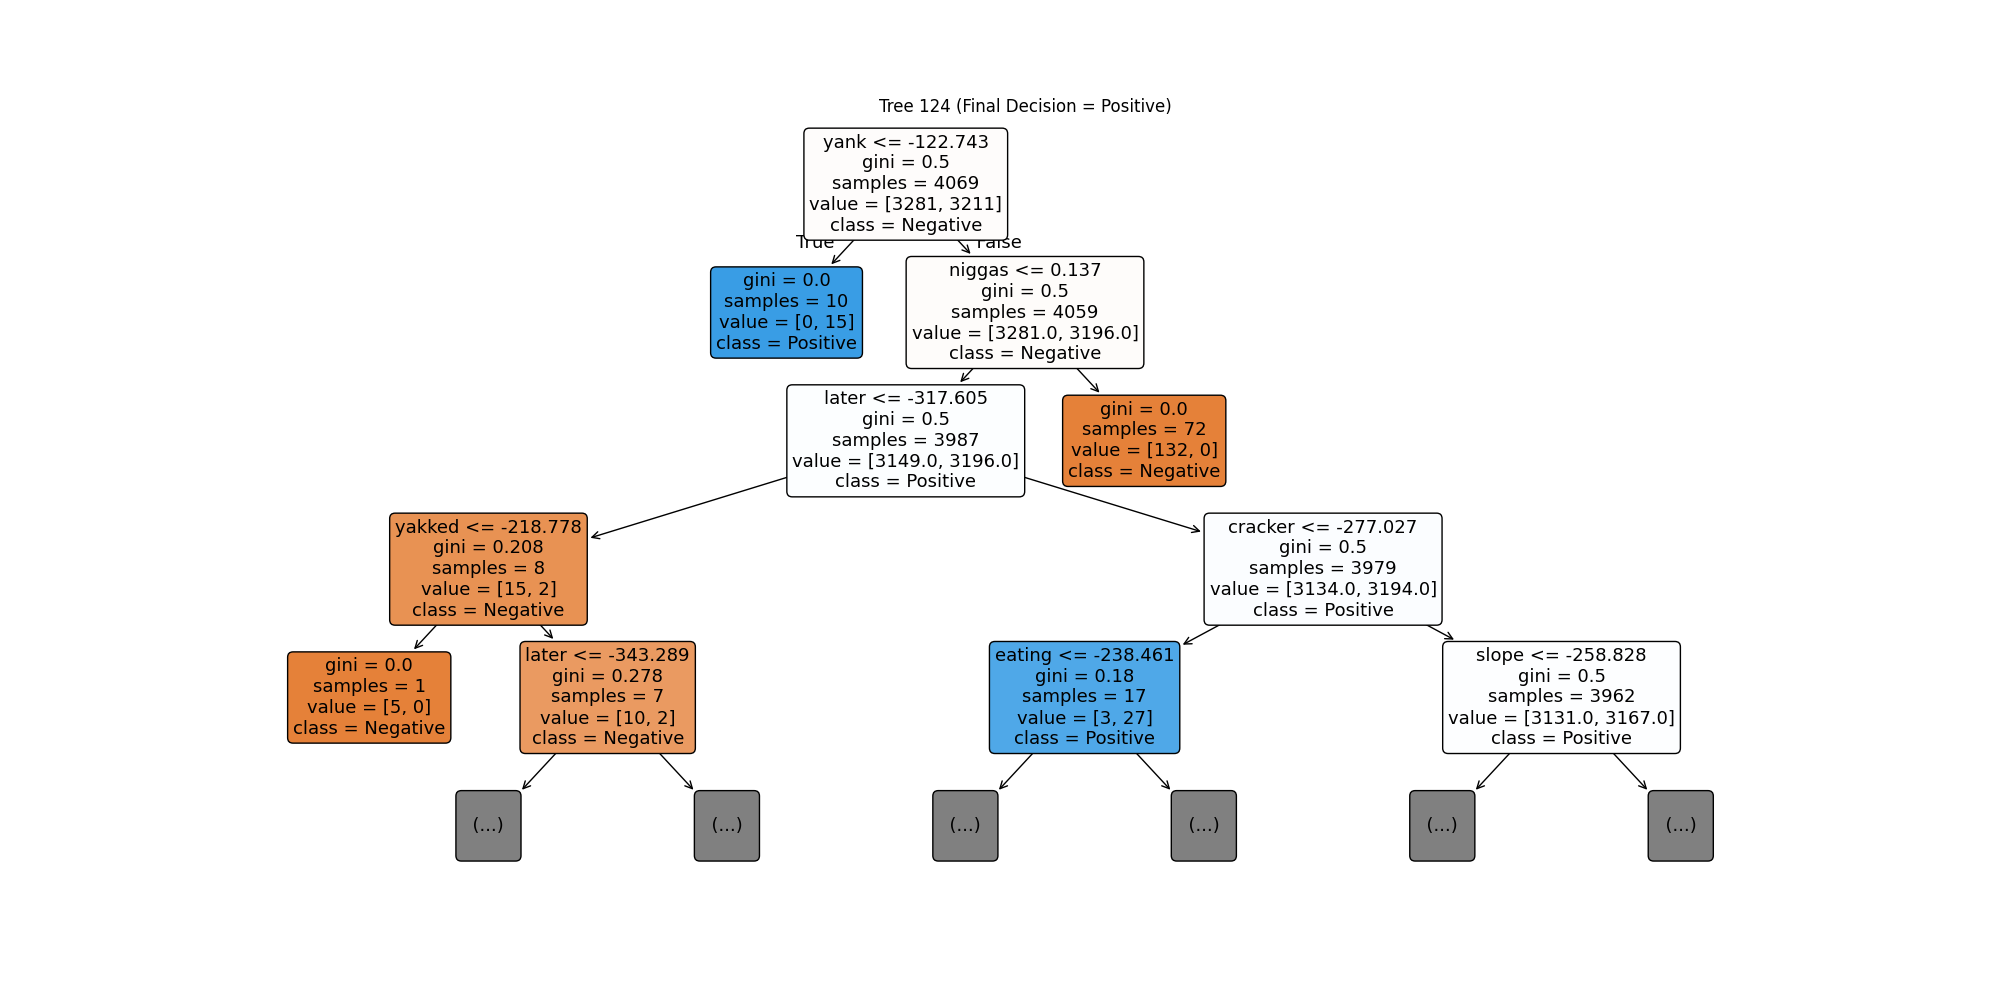 Tree 124 (Final Decision = Positive)
yank <= -122.743
gini = 0.5
samples = 4069
value = [3281, 3211]
class = Negative
True
False
gini = 0.0
samples = 10
value = [0, 15]
class = Positive
niggas <= 0.137
gini = 0.5
samples = 4059
value = [3281.0, 3196.0]
class = Negative
later <= -317.605
gini = 0.5
samples = 3987
value = [3149.0, 3196.0]
class = Positive
gini = 0.0
samples = 72
value = [132, 0]
class = Negative
yakked <= -218.778
gini = 0.208
samples = 8
value = [15, 2]
class = Negative
cracker <= -277.027
gini = 0.5
samples = 3979
value = [3134.0, 3194.0]
class = Positive
gini = 0.0
samples = 1
value = [5, 0]
class = Negative
later <= -343.289
gini = 0.278
samples = 7
value = [10, 2]
class = Negative
eating <= -238.461
gini = 0.18
samples = 17
value = [3, 27]
class = Positive
slope <= -258.828
gini = 0.5
samples = 3962
value = [3131.0, 3167.0]
class = Positive
(...)
(...)
(...)
(...)
(...)
(...)